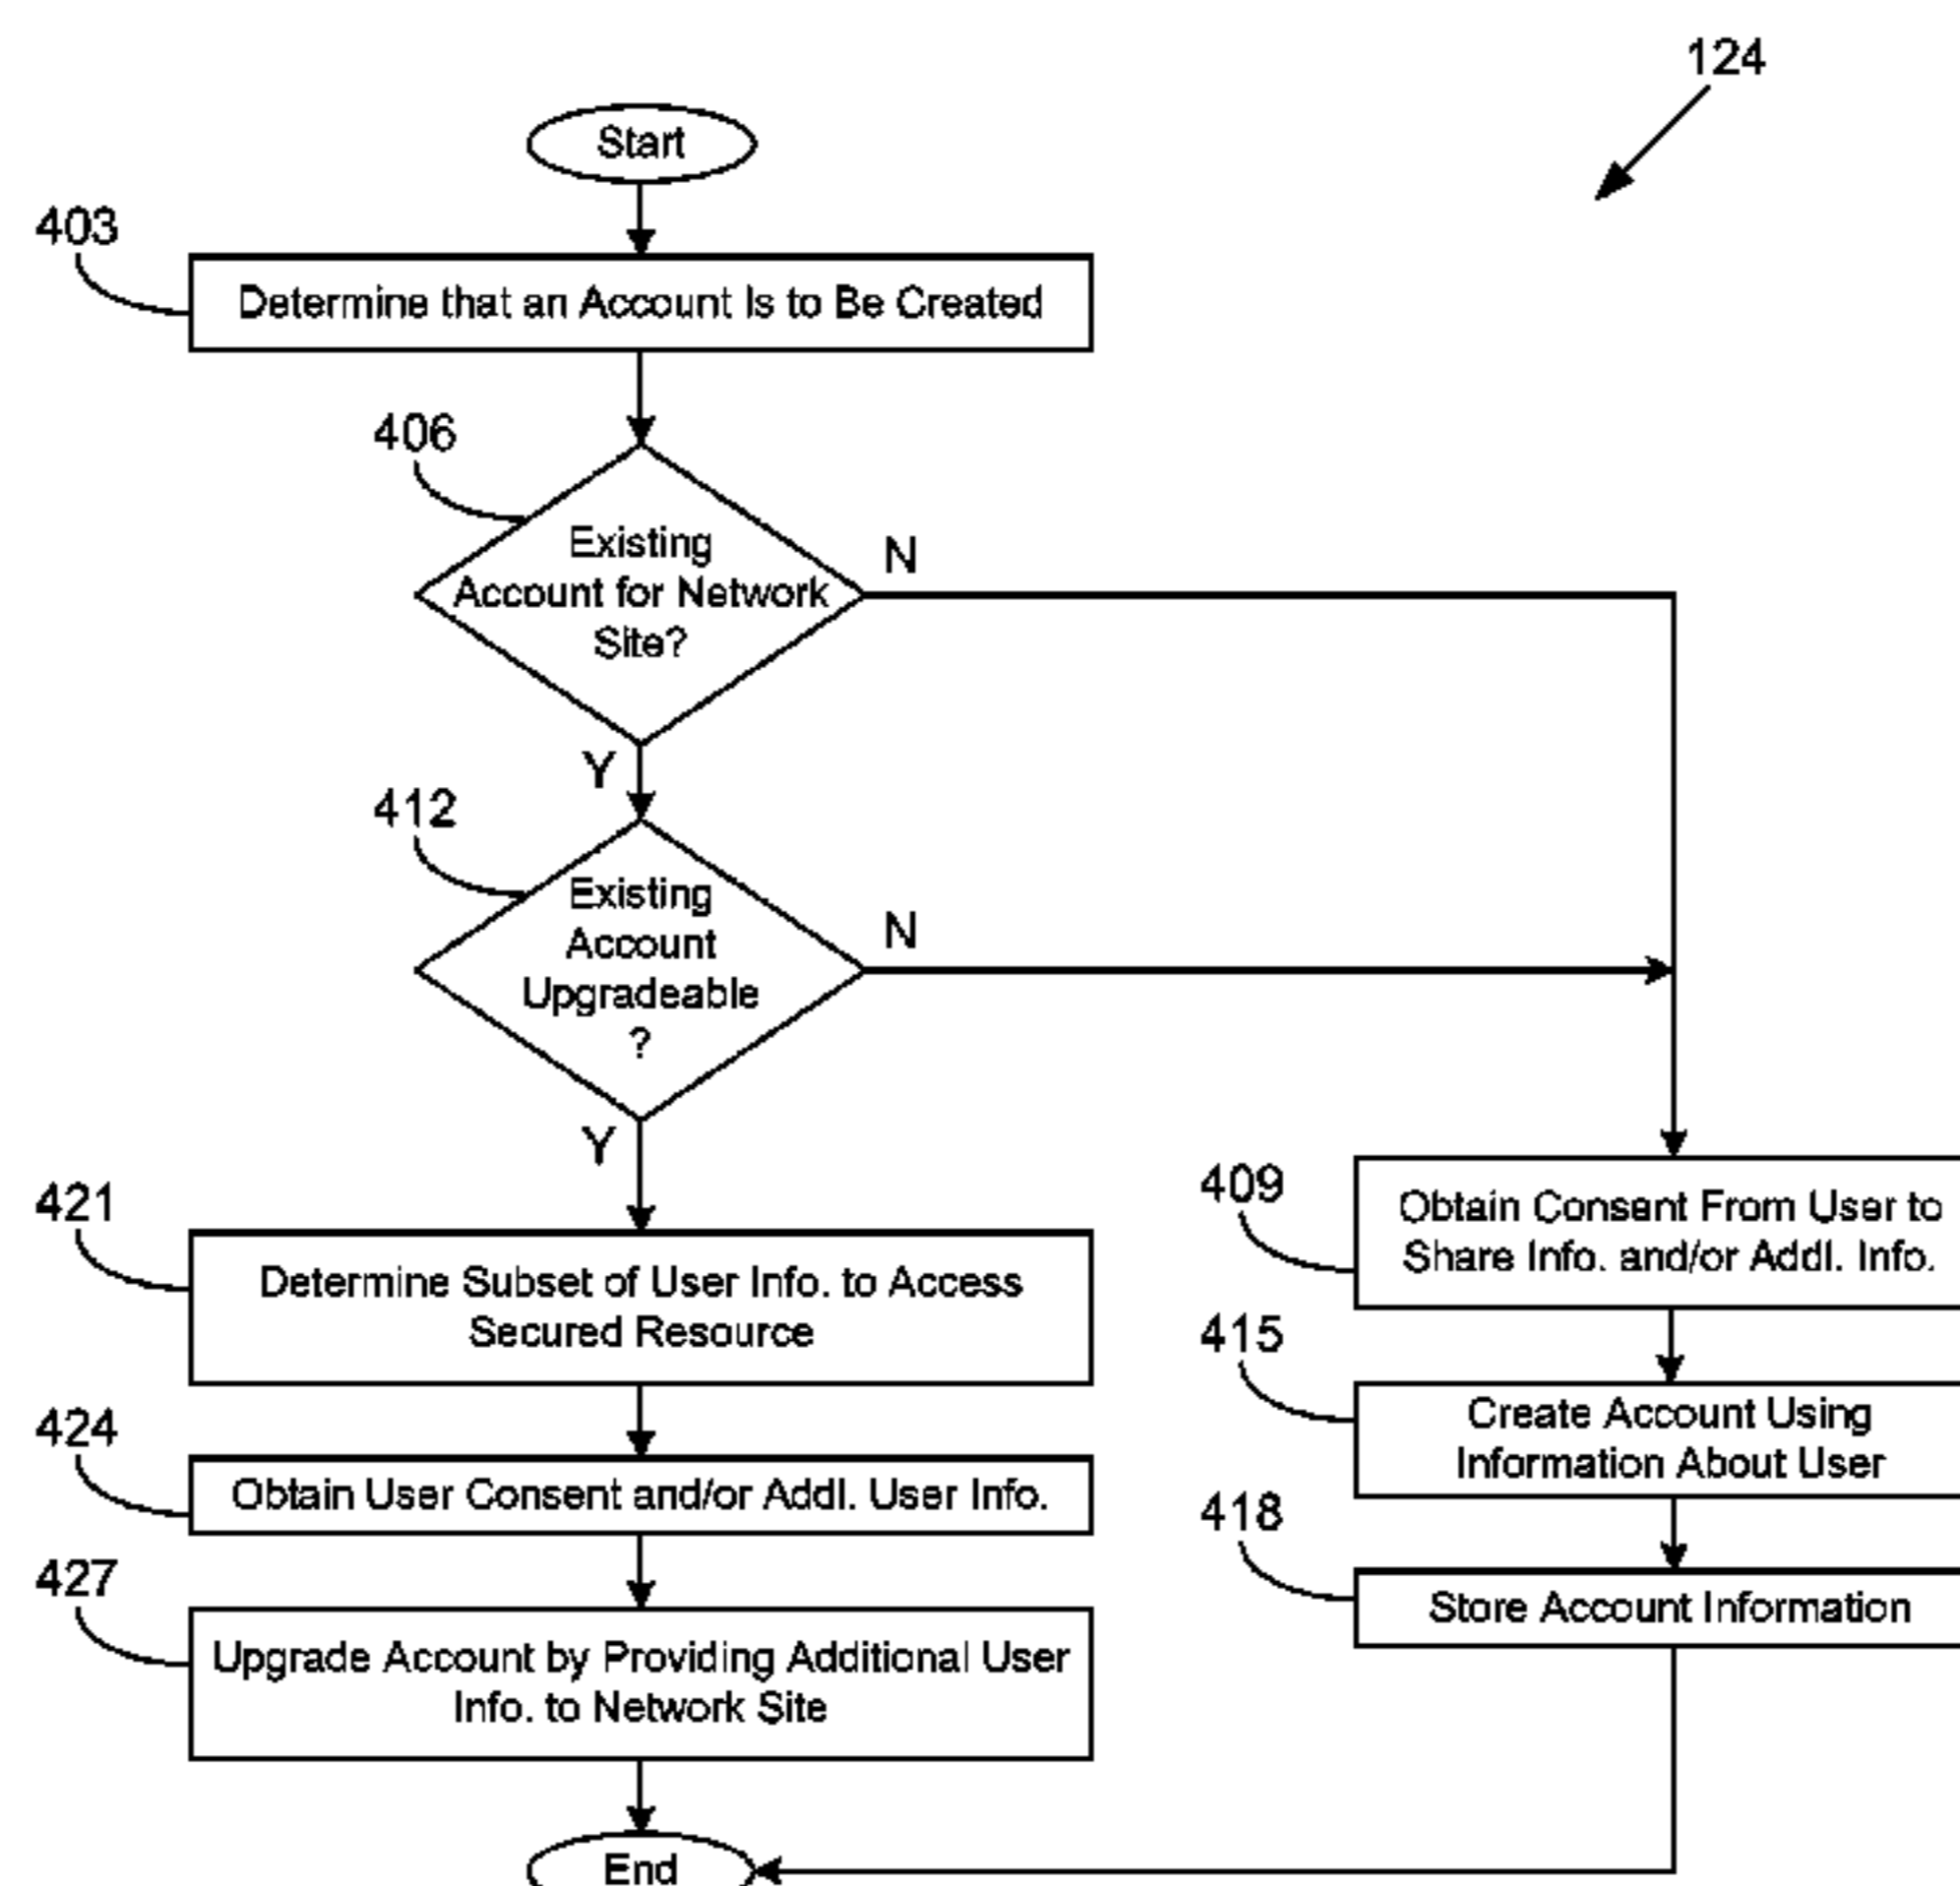 124
Start
403
Determine that an Account Is to Be Created
406
Existing
Account for Network
Site?
N
Y
412
Existing
Account
Upgradeable
?
N
Y
421
Determine Subset of User Info. to Access
Secured Resource
424
Obtain User Consent and/or Addl. User Info.
427
Upgrade Account by Providing Additional User
Info. to Network Site
409
Obtain Consent From User to
Share Info. and/or Addl. Info.
415
Create Account Using
Information About User
418
Store Account Information
End